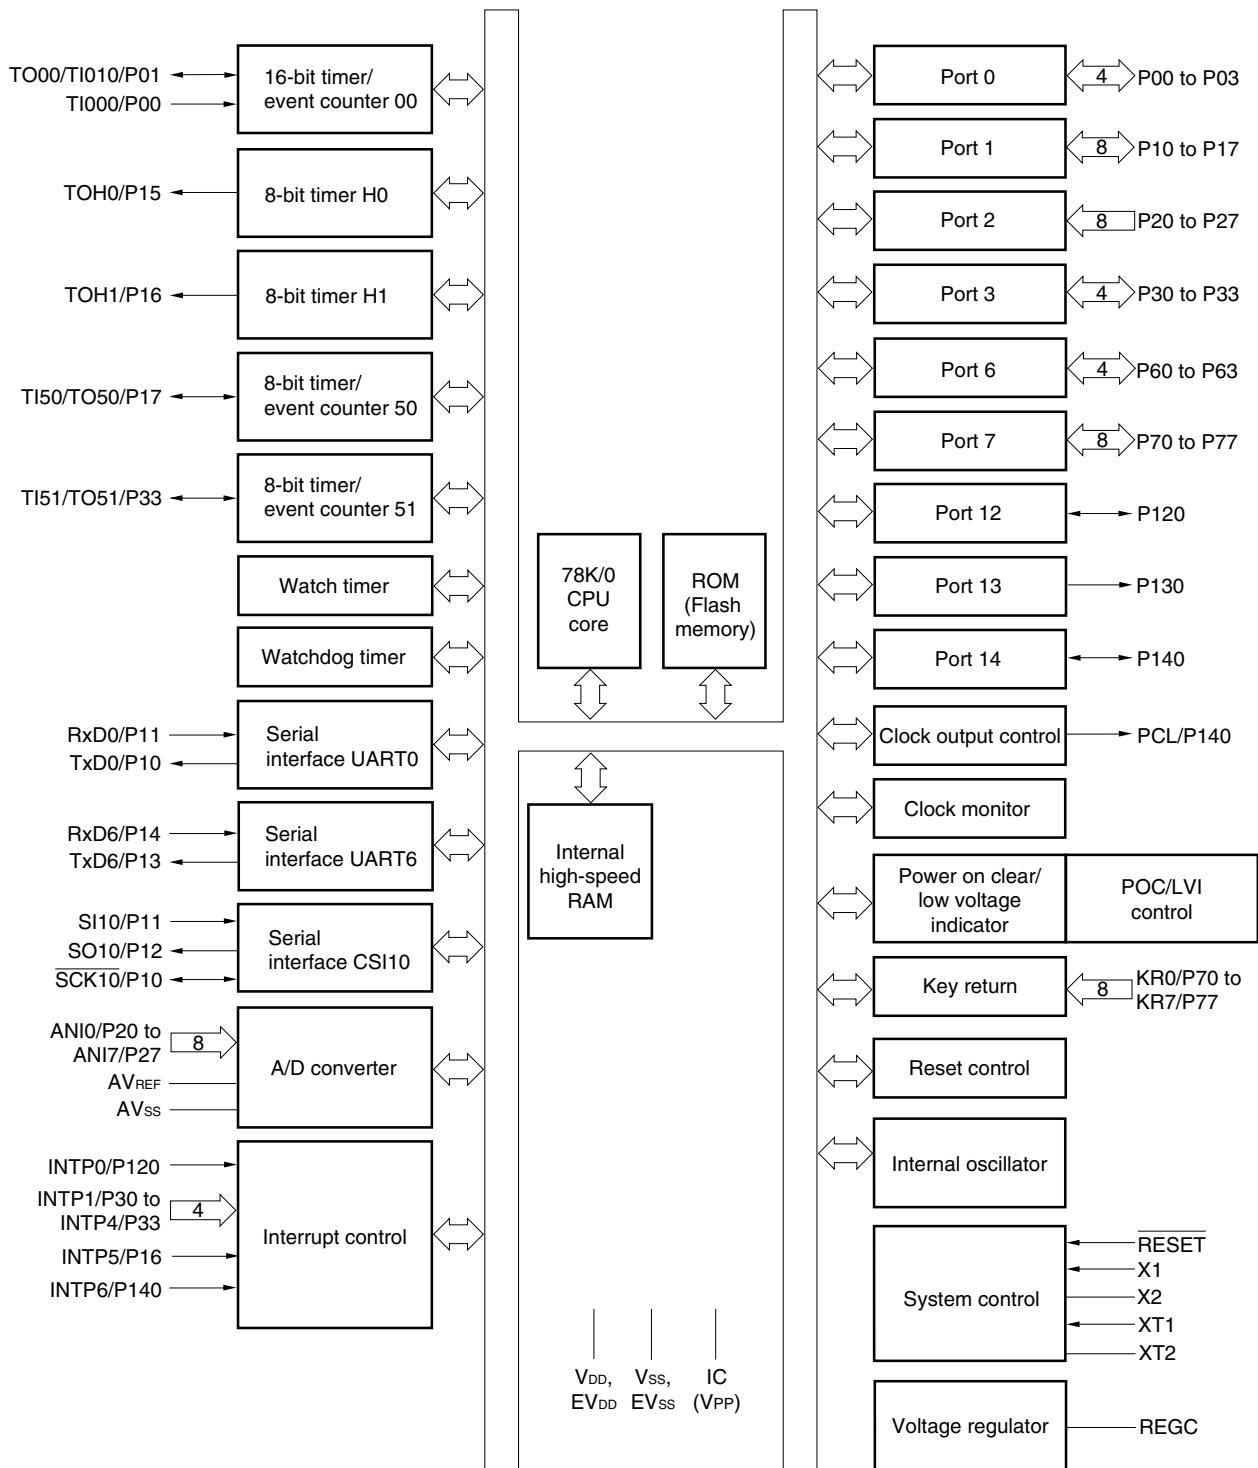 TO00/TI010/P01
TI000/P00
16-bit timer/
event counter 00
TOH0/P15
8-bit timer H0
TOH1/P16
8-bit timer H1
TI50/TO50/P17
8-bit timer/
event counter 50
TI51/TO51/P33
8-bit timer/
event counter 51
Watch timer
Watchdog timer
RxD0/P11
TxD0/P10
Serial
interface UART0
RxD6/P14
TxD6/P13
Serial
interface UART6
SI10/P11
SO10/P12
SCK10/P10
Serial
interface CSI10
ANI0/P20 to
ANI7/P27
8
AVREF
AVSS
A/D converter
INTP0/P120
INTP1/P30 to
INTP4/P33
4
INTP5/P16
INTP6/P140
Interrupt control
78K/0
CPU
core
ROM
(Flash
memory)
Internal
high-speed
RAM
VDD,
EVDD
VSS,
EVSS
IC
(VPP)
Port 0
4
P00 to P03
Port 1
8
P10 to P17
Port 2
8
P20 to P27
Port 3
4
P30 to P33
Port 6
4
P60 to P63
Port 7
8
P70 to P77
Port 12
P120
Port 13
P130
Port 14
P140
Clock output control
PCL/P140
Clock monitor
Power on clear/
low voltage
indicator
POC/LVI
control
Key return
8
KR0/P70 to
KR7/P77
Reset control
Internal oscillator
System control
RESET
X1
X2
XT1
XT2
Voltage regulator
REGC